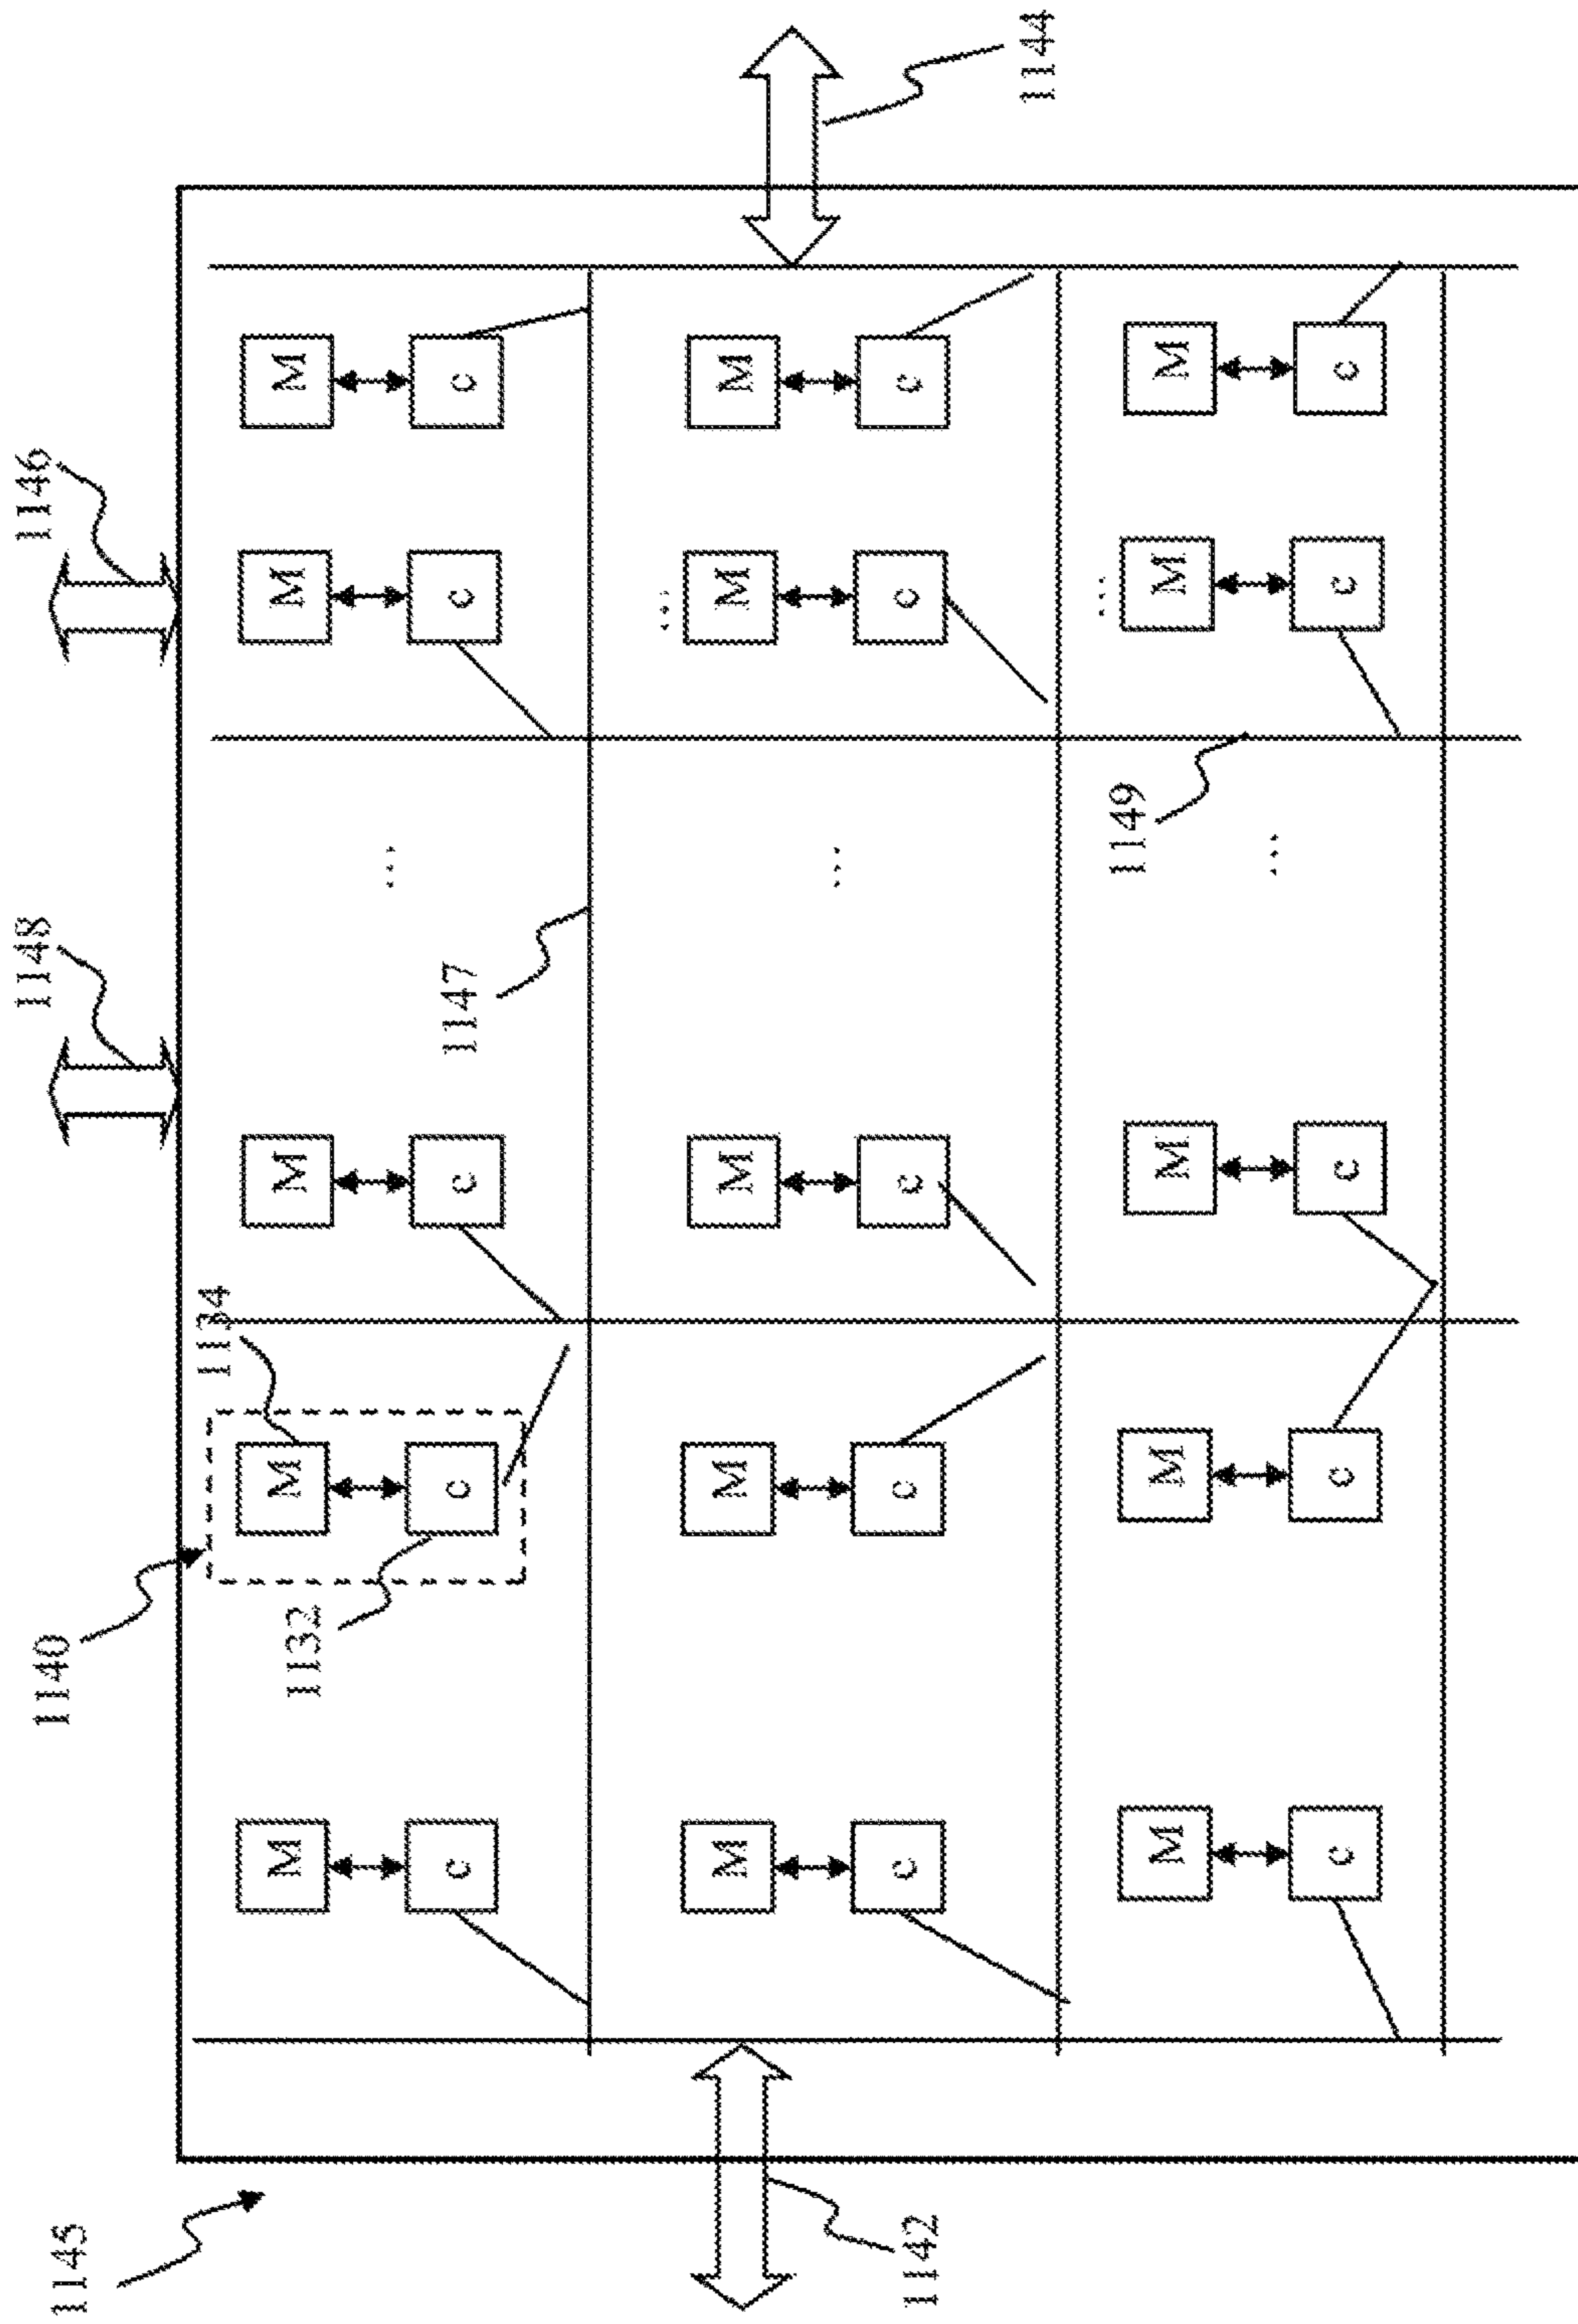 1145 1140 1148 1146
1134
M M M M M
1132
...
c c c 1147 c c
...
M M M M M
...
1142 c c c c c
1144
...
1149
M M M M M
...
c c c c c